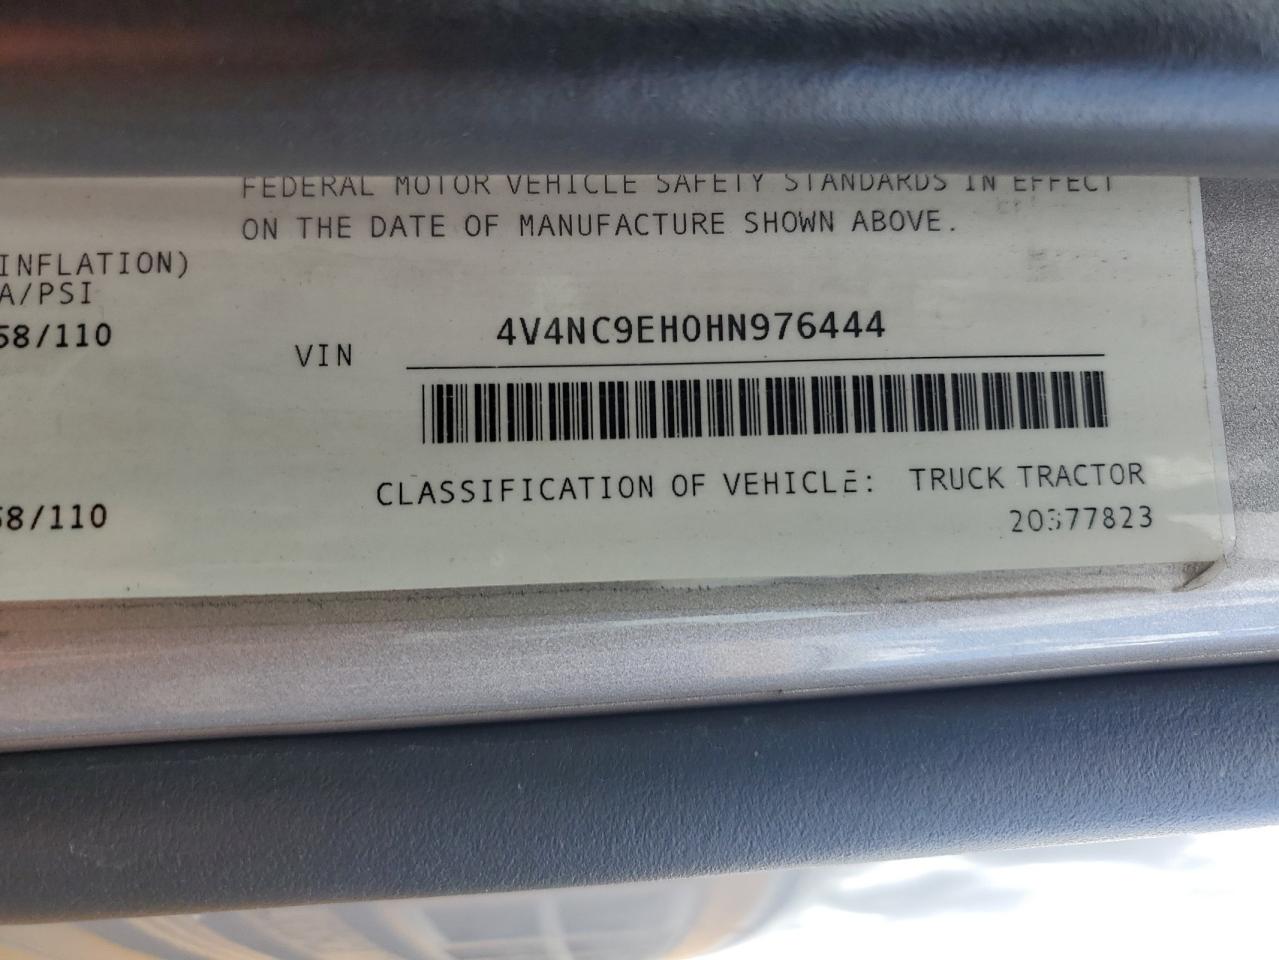 FEDERAL MOTOR VEHICLE SAFETY STANDARDS IN EFFECT
ON THE DATE OF MANUFACTURE SHOWN ABOVE.
INFLATION)
A/PSI
58/110
VIN 4V4NC9EH0HN976444
CLASSIFICATION OF VEHICLE: TRUCK TRACTOR
58/110
20377823